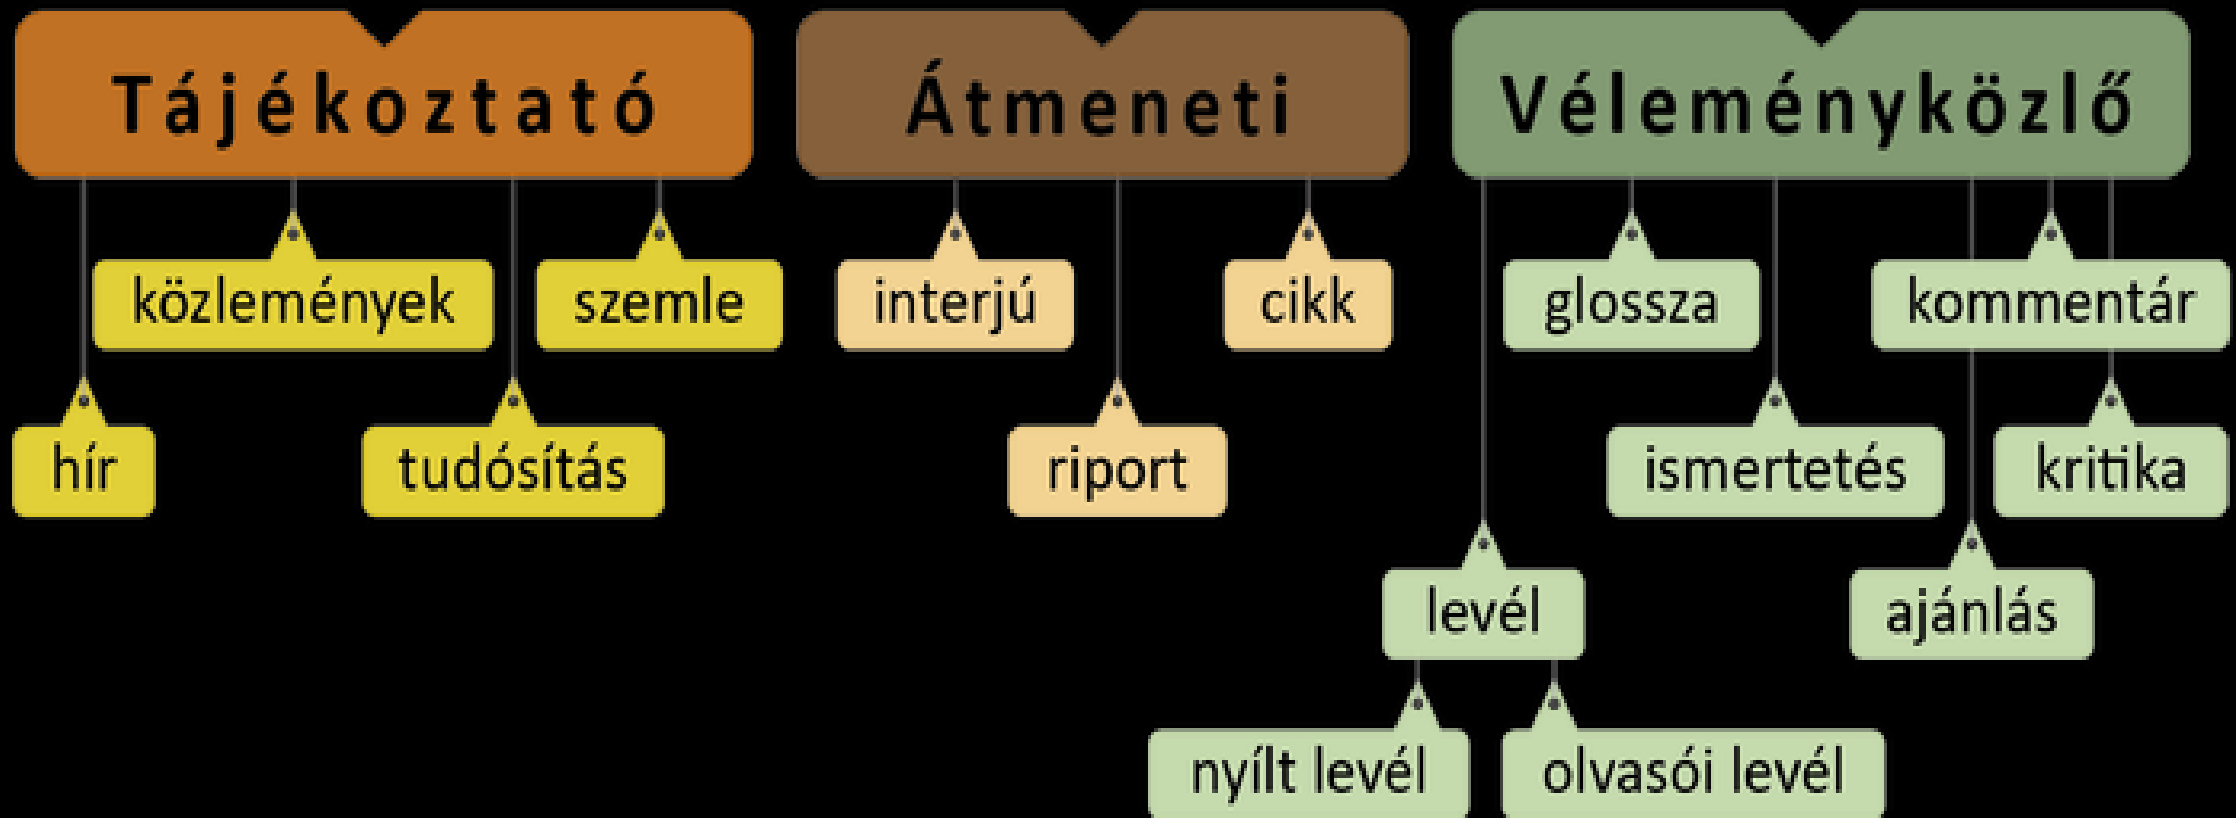 Tájékoztató
Átmeneti
Véleményközlő
közlemények
szemle
interjú
cikk
glossza
kommentár
hír
tudósítás
riport
ismertetés
kritika
levél
ajánlás
nyílt levél
olvasói levél